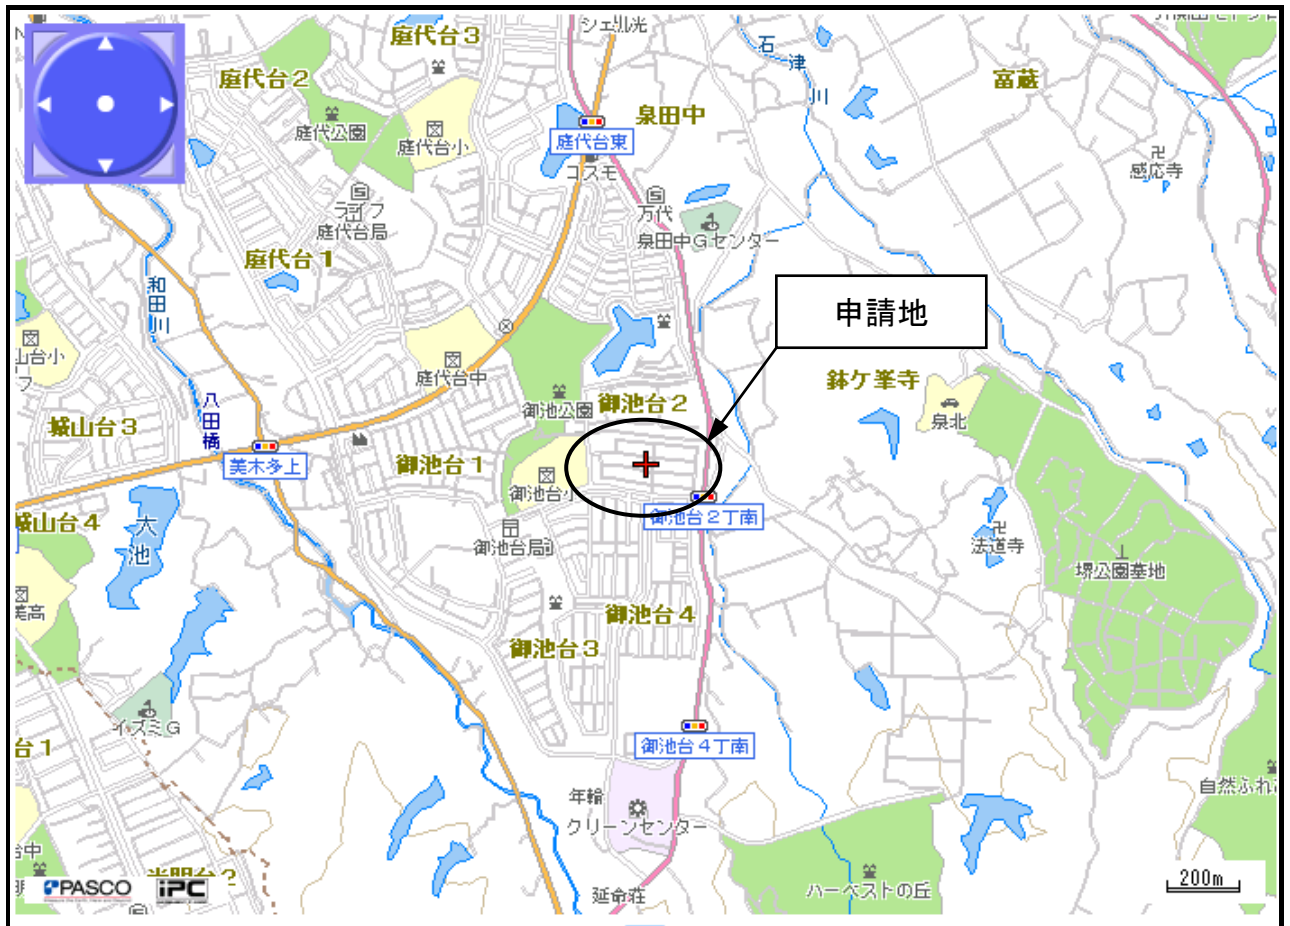 シェル光
庭代台3
石津川
富蔵
庭代台2
泉田中
庭代公園
庭代台小
庭代台東
コスモ
感応寺
ライフ
庭代台局
万代
泉田中Gセンター
庭代台1
和田川
申請地
山台小
庭代台中
鉢ケ峯寺
八田橋
御池公園
御池台2
泉北
城山台3
美木多上
御池台1
御池台小
御池台2丁南
城山台4
大池
御池台局
法道寺
堺公園墓地
美高
御池台4
御池台3
イズミG
台1
御池台4丁南
自然ふれ
年輪
クリーンセンター
台中
光明台2
PASCO
iPC
延命荘
ハーベストの丘
200m